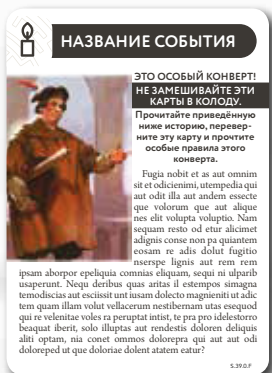 НАЗВАНИЕ СОБЫТИЯ
ЭТО ОСОБЫЙ КОНВЕРТ!
НЕ ЗАМЕШИВАЙТЕ ЭТИ
КАРТЫ В КОЛОДУ.
Прочитайте приведённую
ниже историю, перевер-
ните эту карту и прочтите
особые правила этого
конверта.
Fugia nobit et as aut omnim
sit et odicienimi, utempedia qui
aut odit illa aut andem essecte
que volorum que aut alique
nes elit volupta voluptio. Nam
sequam resto od etur alicimet
adignis conse non pa quiantem
eosam re adis dolut fugitio
nserspe lignis aut rem rem
ipsam aborpor epeliquia comnias eliquam, sequi ni ulparib
usaperunt. Nequ deribus quas aritas il estempos simagna
temodiscias aut esciissit unt iusam dolecto magnieniti ut adic
tem quam illam volut vellacerum nestibernam utas esequod
qui re velenitae voles ra peruptat intist, te pra pro idelestorro
beaquat iberit, solo illuptas aut rendestis doloren deliquis
aliti optam, nia conet ommos dolorepra qui aut aut odi
doloreped ut que doloriae dolent atatem eatur?
S.39.0.F